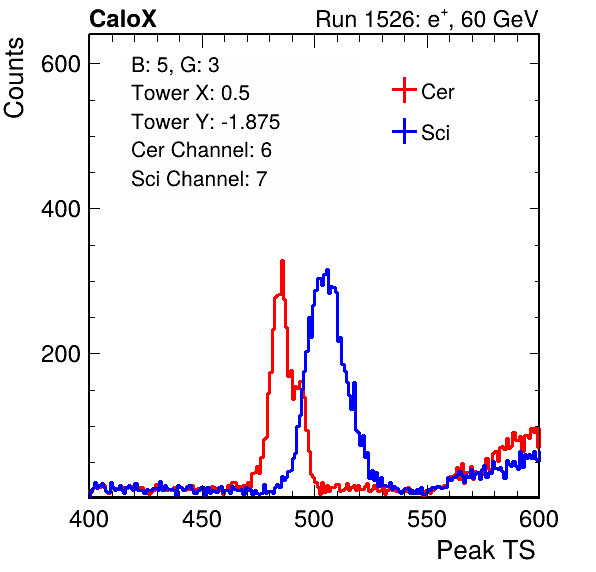 CaloX
Run 1526: e+, 60 GeV
Counts
600
400
200
B: 5, G: 3
Tower X: 0.5
Tower Y: -1.875
Cer Channel: 6
Sci Channel: 7
Cer
Sci
400 450 500 550 600
Peak TS